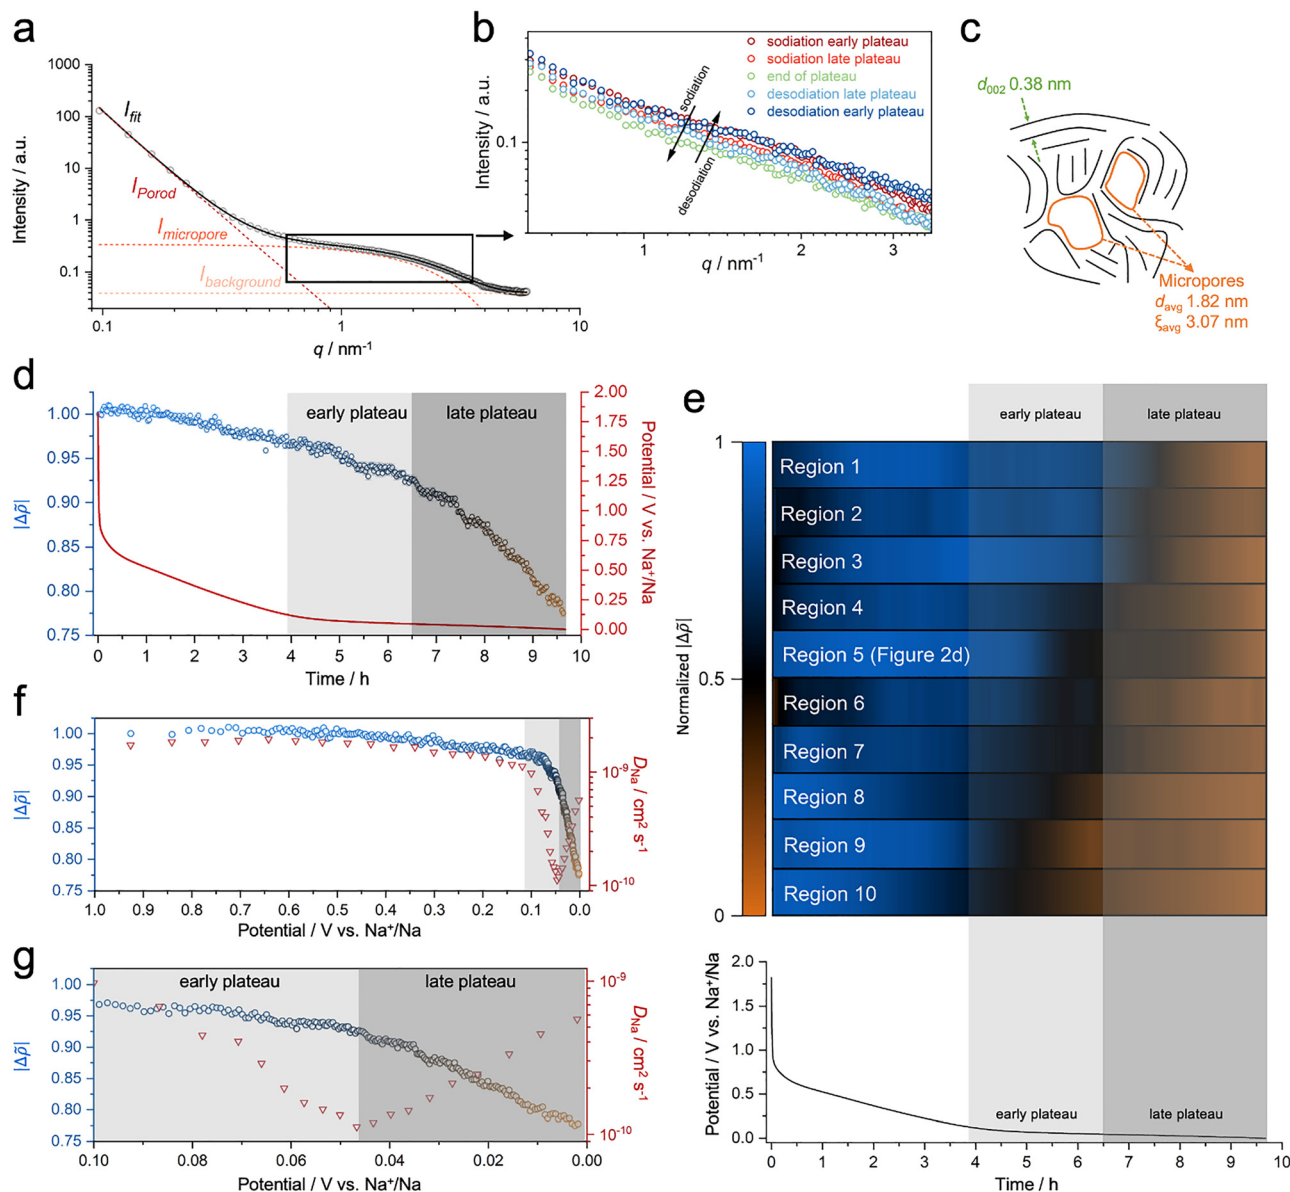 a
Intensity / a.u.
1000
100
10
1
0.1
I_fit
I_Porod
I_micropore
I_background
0.1
1
10
q / nm⁻¹
b
Intensity / a.u.
0.1
sodiation early plateau
sodiation late plateau
end of plateau
desodiation late plateau
desodiation early plateau
sodiation
desodiation
1
2
3
q / nm⁻¹
c
d₀₀₂ 0.38 nm
Micropores
d_avg 1.82 nm
ξ_avg 3.07 nm
d
|Δρ̃|
1.00
0.95
0.90
0.85
0.80
0.75
early plateau
late plateau
2.00
1.75
1.50
1.25
1.00
0.75
0.50
0.25
0.00
Potential / V vs. Na⁺/Na
0 1 2 3 4 5 6 7 8 9 10
Time / h
e
early plateau
late plateau
Normalized |Δρ̃|
1
0.5
0
Region 1
Region 2
Region 3
Region 4
Region 5 (Figure 2d)
Region 6
Region 7
Region 8
Region 9
Region 10
Potential / V vs. Na⁺/Na
2.0
1.5
1.0
0.5
0.0
early plateau
late plateau
0 1 2 3 4 5 6 7 8 9 10
Time / h
f
|Δρ̃|
1.00
0.95
0.90
0.85
0.80
0.75
10⁻⁹
10⁻¹⁰
D_Na / cm² s⁻¹
1.0 0.9 0.8 0.7 0.6 0.5 0.4 0.3 0.2 0.1 0.0
Potential / V vs. Na⁺/Na
g
|Δρ̃|
1.00
0.95
0.90
0.85
0.80
0.75
early plateau
late plateau
10⁻⁹
10⁻¹⁰
D_Na / cm² s⁻¹
0.10 0.08 0.06 0.04 0.02 0.00
Potential / V vs. Na⁺/Na